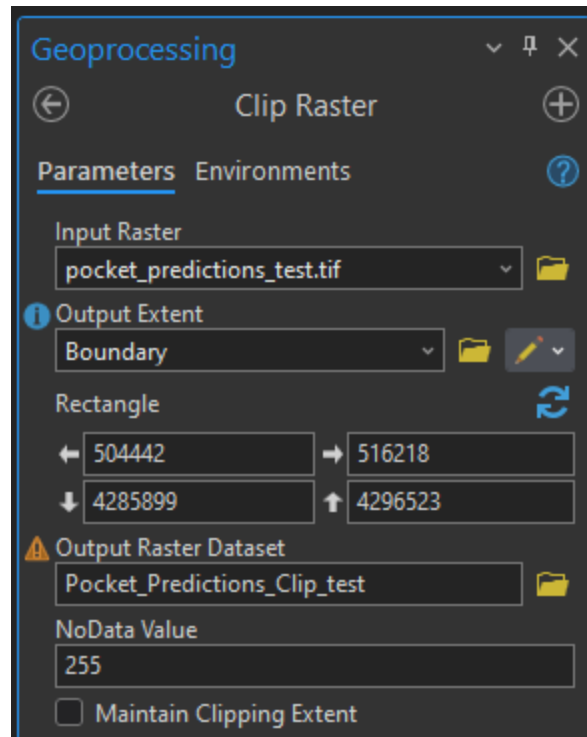 Geoprocessing
Clip Raster
Parameters Environments
Input Raster
pocket_predictions_test.tif
Output Extent
Boundary
Rectangle
504442 516218
4285899 4296523
Output Raster Dataset
Pocket_Predictions_Clip_test
NoData Value
255
Maintain Clipping Extent